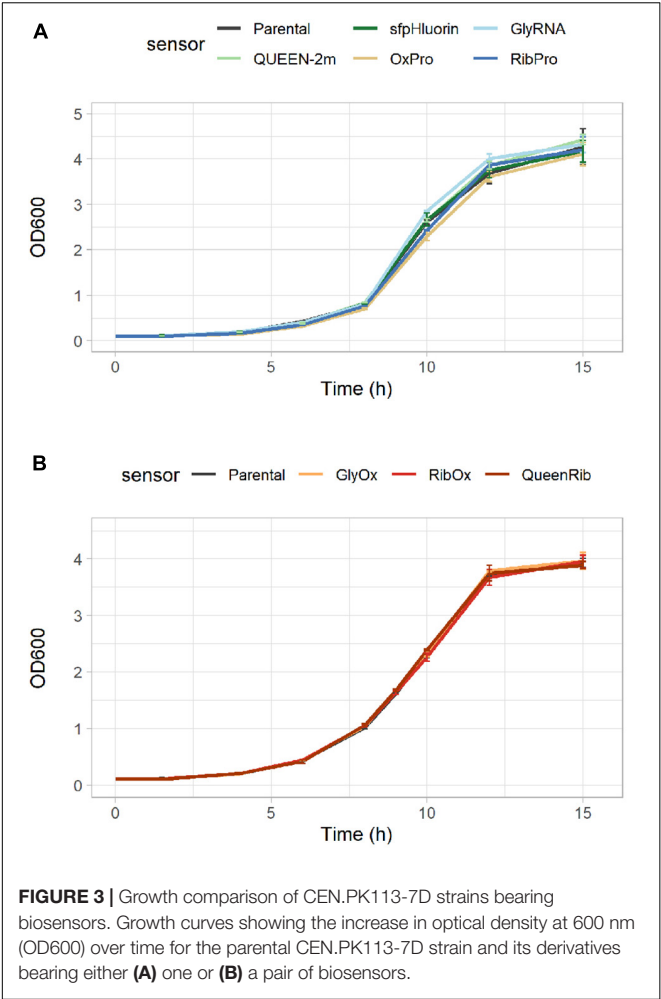 A
sensor
Parental
sfpHluorin
GlyRNA
QUEEN-2m
OxPro
RibPro
5
4
3
2
1
0
OD600
0
5
10
15
Time (h)
B
sensor
Parental
GlyOx
RibOx
QueenRib
4
3
2
1
0
OD600
0
5
10
15
Time (h)
FIGURE 3 | Growth comparison of CEN.PK113-7D strains bearing
biosensors. Growth curves showing the increase in optical density at 600 nm
(OD600) over time for the parental CEN.PK113-7D strain and its derivatives
bearing either (A) one or (B) a pair of biosensors.